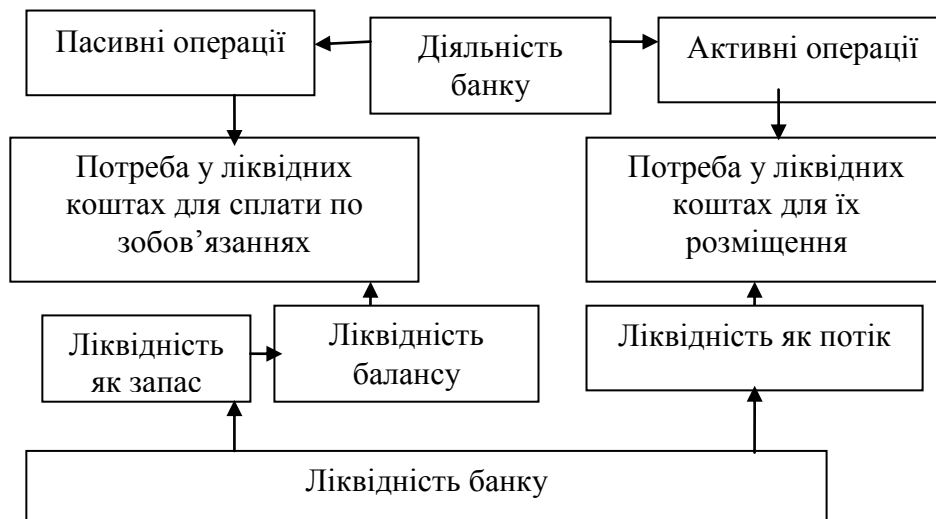 Пасивні операції
Діяльність
банку
Активні операції
Потреба у ліквідних
коштах для сплати по
зобов’язаннях
Потреба у ліквідних
коштах для їх
розміщення
Ліквідність
як запас
Ліквідність
балансу
Ліквідність як потік
Ліквідність банку